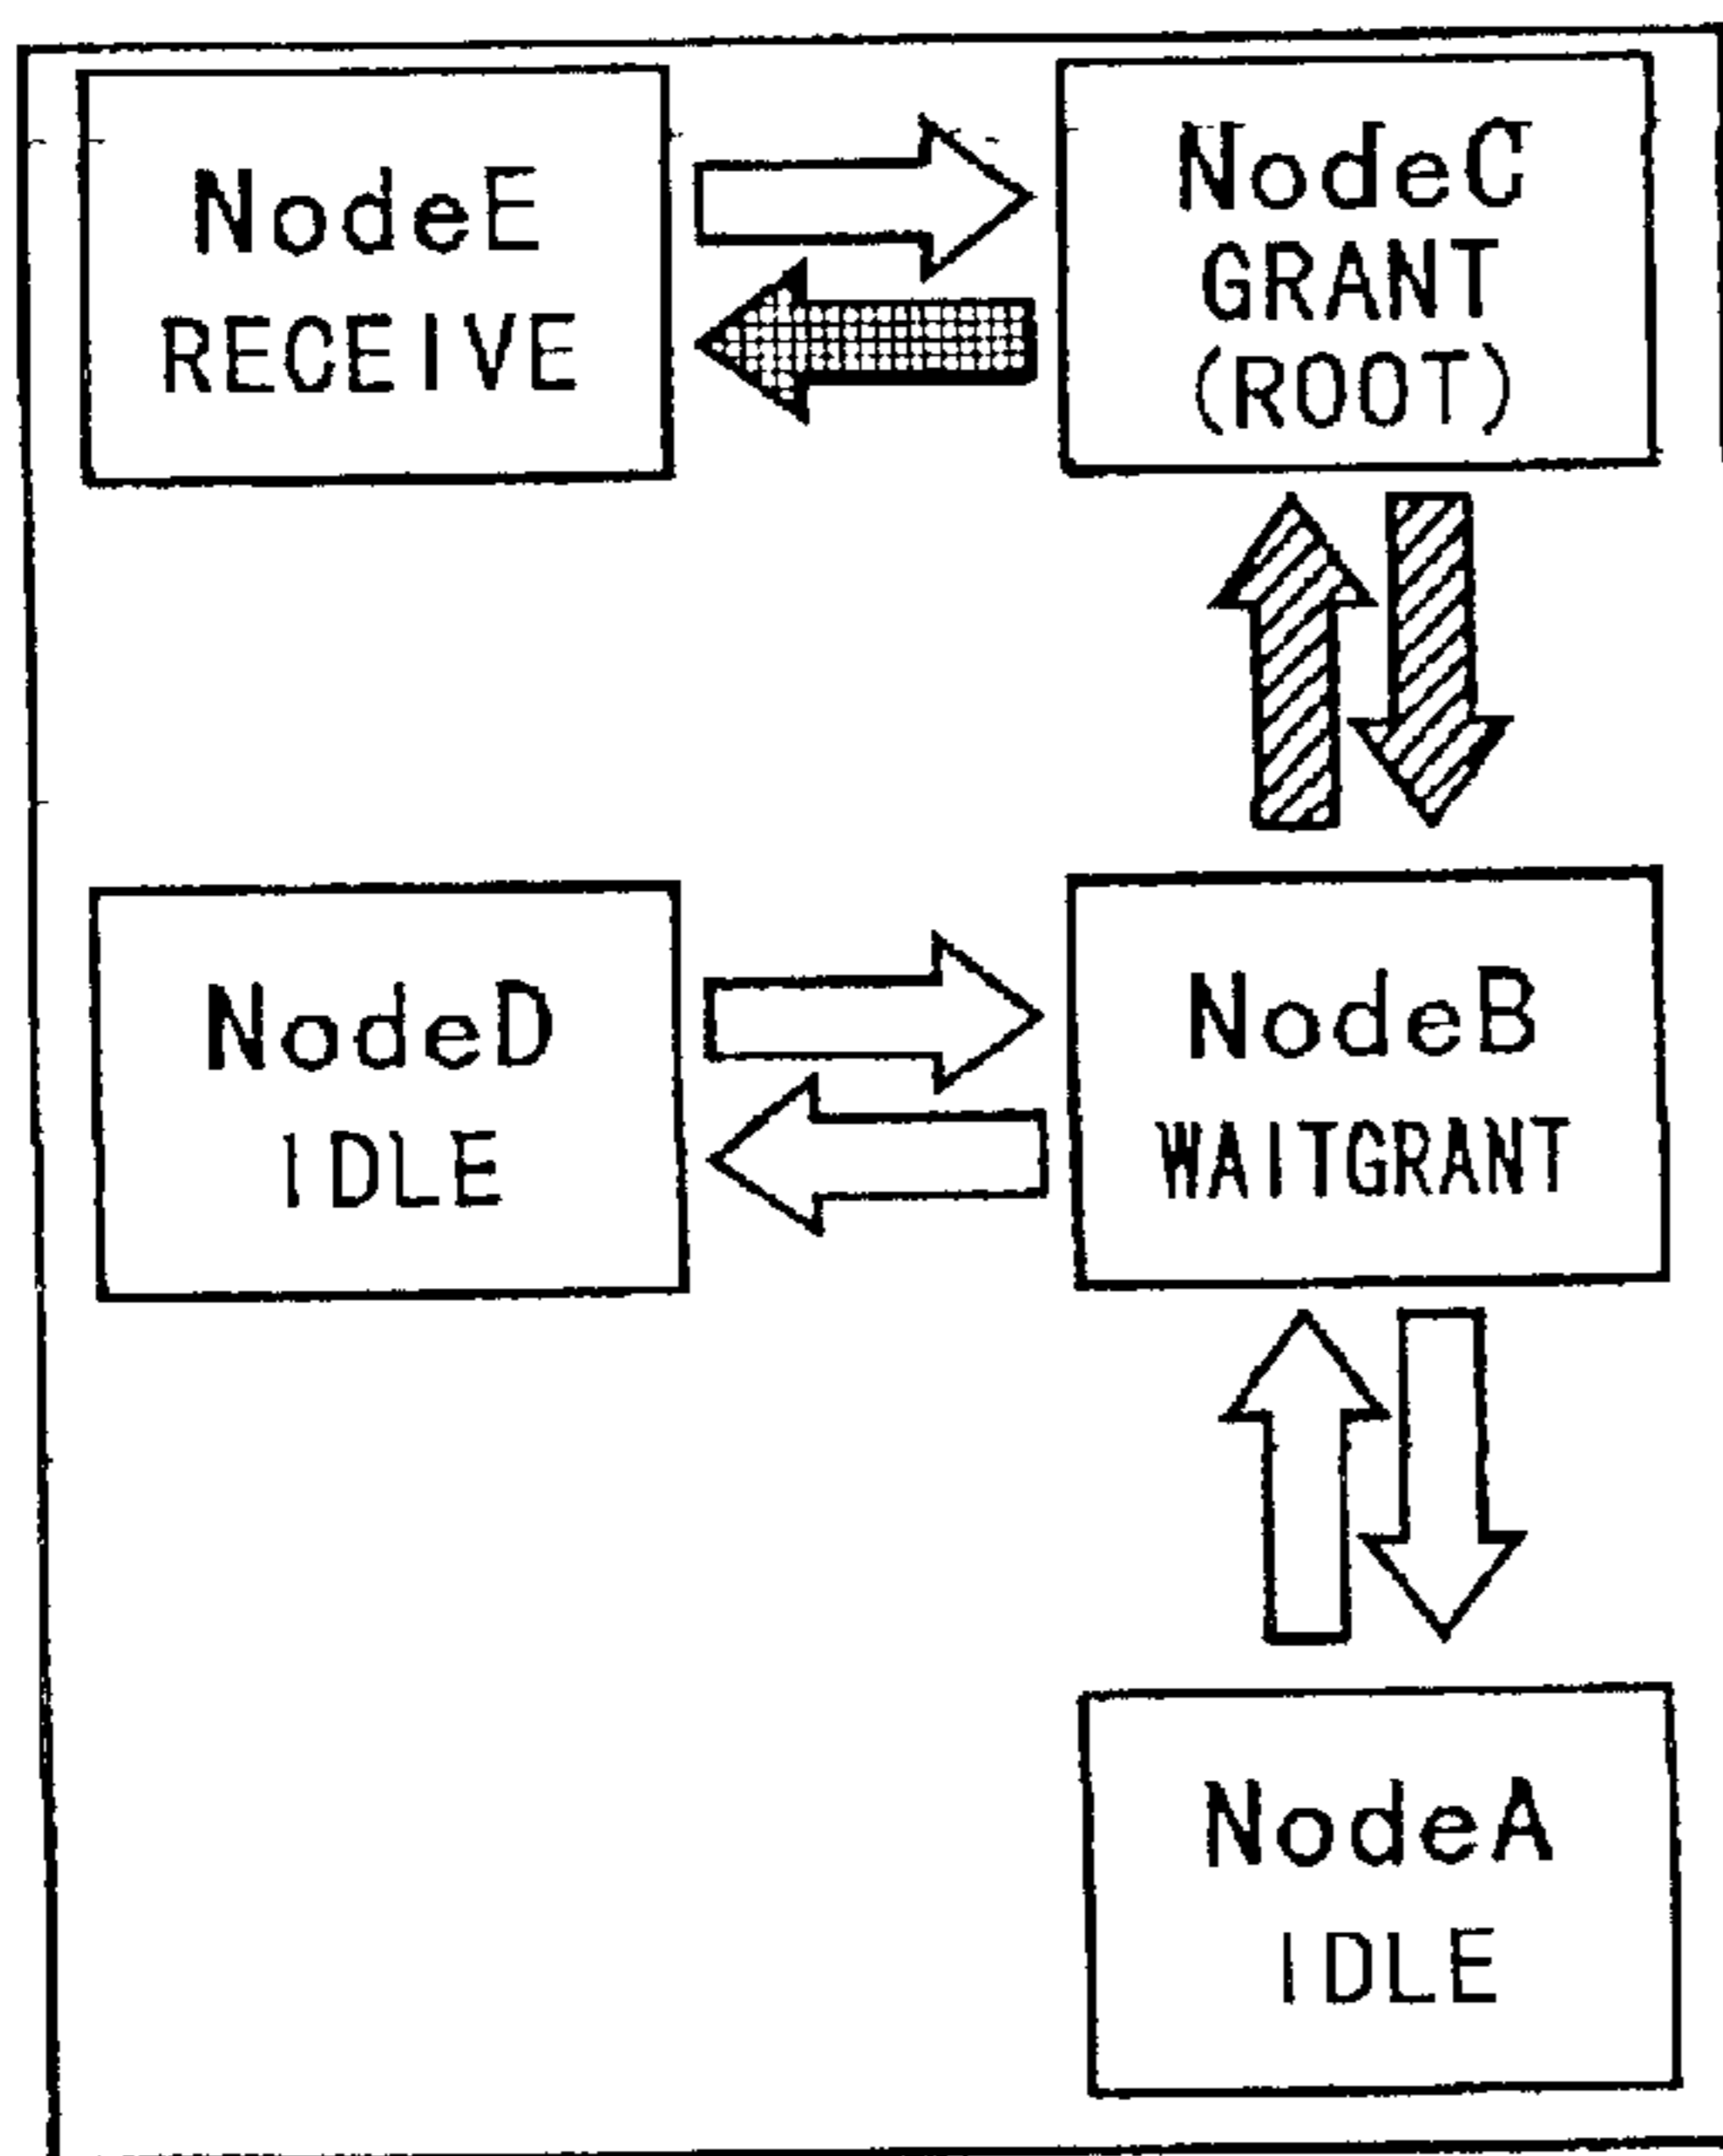 NodeE
RECEIVE
NodeC
GRANT
(ROOT)
NodeD
IDLE
NodeB
WAITGRANT
NodeA
IDLE